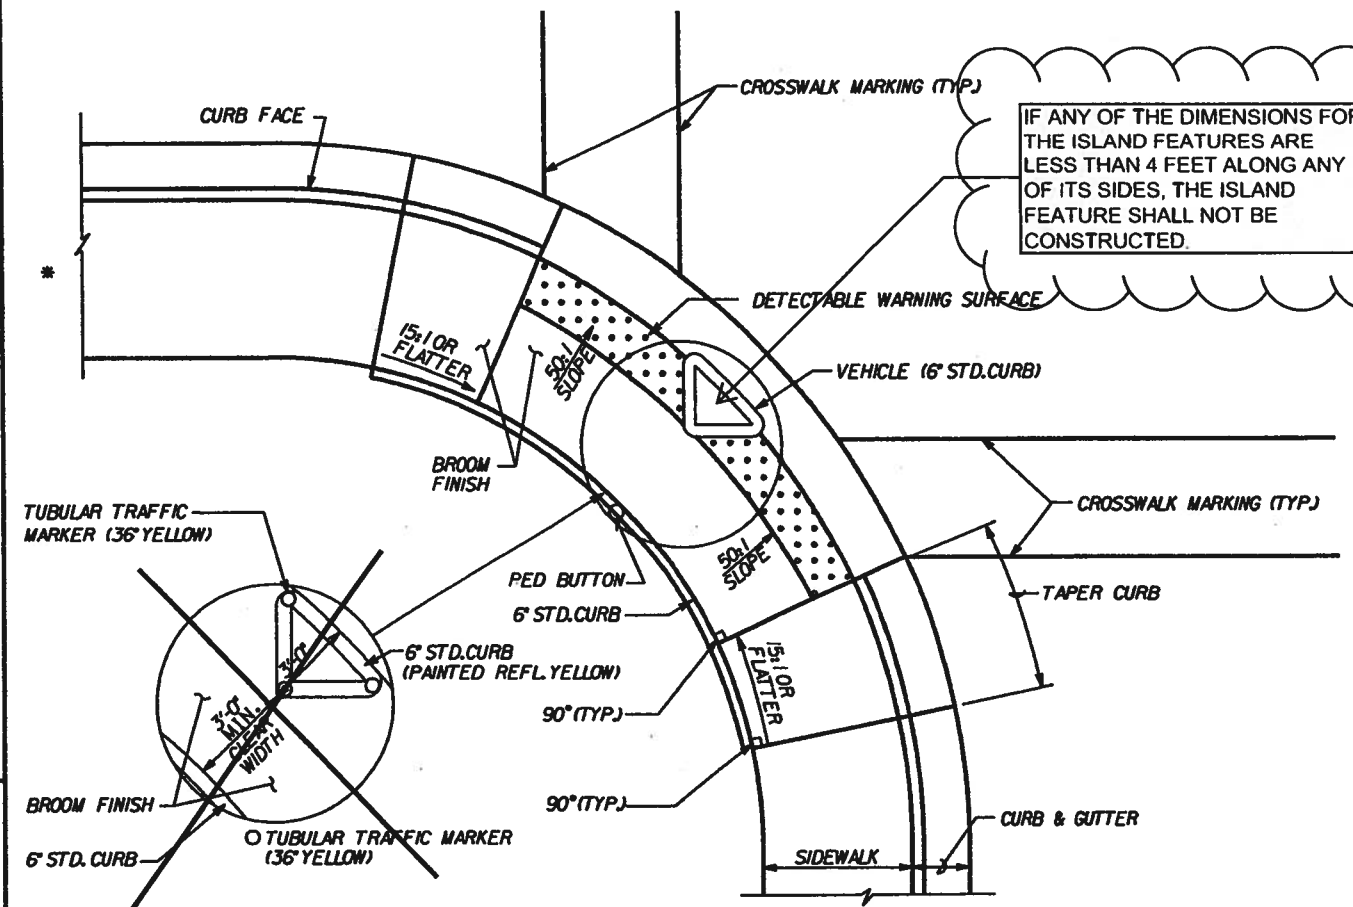 CROSSWALK MARKING (TYP.)
CURB FACE
IF ANY OF THE DIMENSIONS FOR
THE ISLAND FEATURES ARE
LESS THAN 4 FEET ALONG ANY
OF ITS SIDES, THE ISLAND
FEATURE SHALL NOT BE
CONSTRUCTED.
*
DETECTABLE WARNING SURFACE
15:1 OR
FLATTER
50:1
SLOPE
VEHICLE (6" STD.CURB)
BROOM
FINISH
TUBULAR TRAFFIC
MARKER (36" YELLOW)
CROSSWALK MARKING (TYP.)
50:1
SLOPE
PED BUTTON
6" STD.CURB
TAPER CURB
15:1 OR
FLATTER
6" STD.CURB
(PAINTED REFL.YELLOW)
3'-0"
90°(TYP.)
3'-0"
MIN.
CLEAR
WIDTH
BROOM FINISH
90°(TYP.)
CURB & GUTTER
O TUBULAR TRAFFIC MARKER
(36" YELLOW)
6" STD. CURB
SIDEWALK